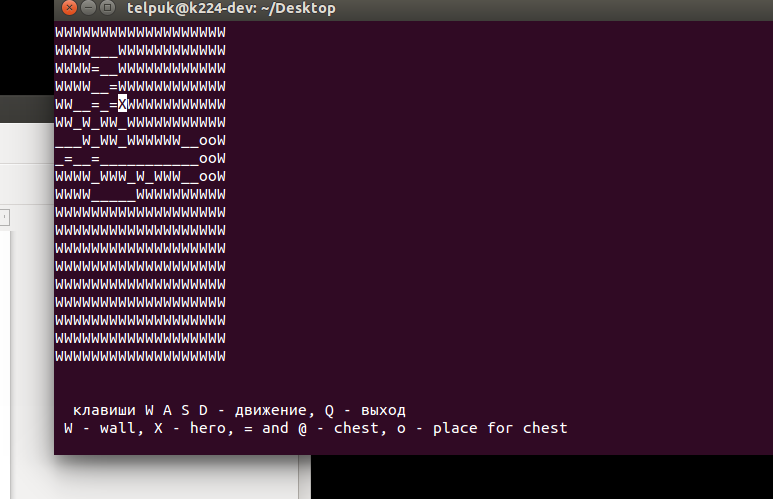 telpuk@k224-dev: ~/Desktop
WWWWWWWWWWWWWWWWWWW
WWWW___WWWWWWWWWWWW
WWWW=__WWWWWWWWWWWW
WWWW__=WWWWWWWWWWWW
WW__=_=XWWWWWWWWWWW
WW_W_WW_WWWWWWWWWWW
___W_WW_WWWWWW__ooW
_=__=___________ooW
WWWW_WWW_W_WWW__ooW
WWWW_____WWWWWWWWWW
WWWWWWWWWWWWWWWWWWW
WWWWWWWWWWWWWWWWWWW
WWWWWWWWWWWWWWWWWWW
WWWWWWWWWWWWWWWWWWW
WWWWWWWWWWWWWWWWWWW
WWWWWWWWWWWWWWWWWWW
WWWWWWWWWWWWWWWWWWW
WWWWWWWWWWWWWWWWWWW
WWWWWWWWWWWWWWWWWWW
клавиши W A S D - движение, Q - выход
W - wall, X - hero, = and @ - chest, o - place for chest